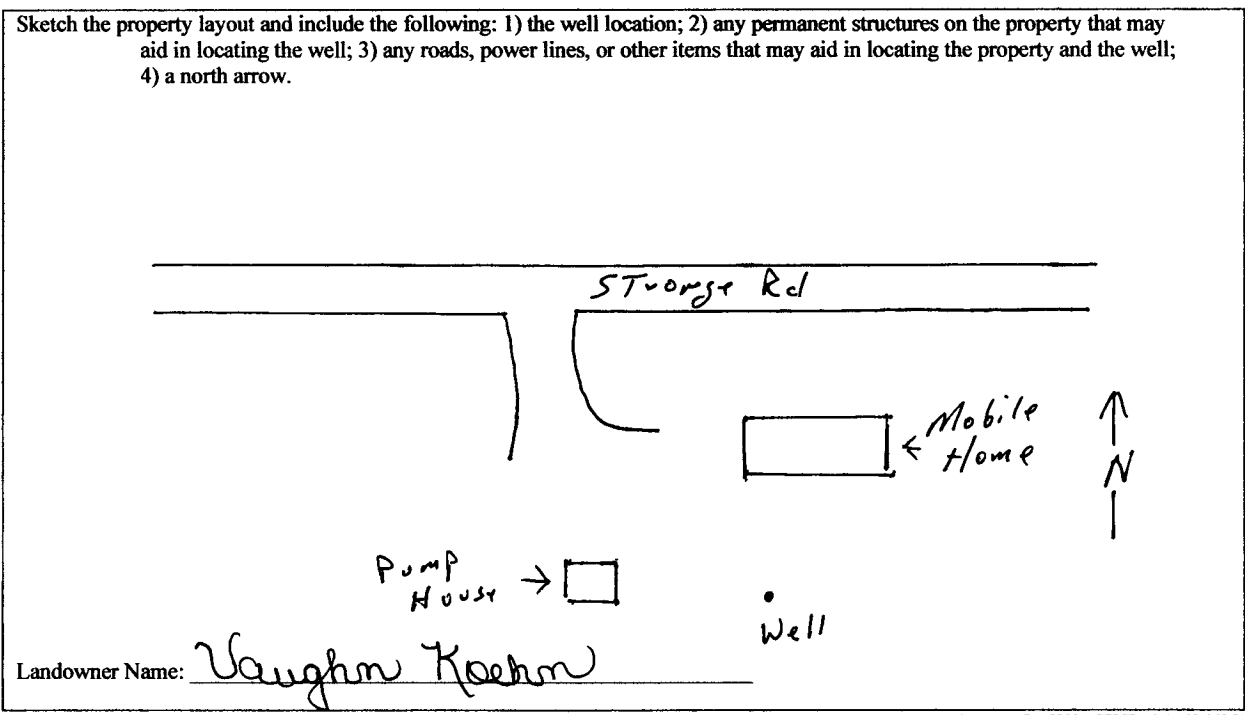 Sketch the property layout and include the following: 1) the well location; 2) any permanent structures on the property that may
aid in locating the well; 3) any roads, power lines, or other items that may aid in locating the property and the well;
4) a north arrow.
Rd
Mobile
Home
N
Pump
House
Well
Landowner Name: Vaughn Koehn